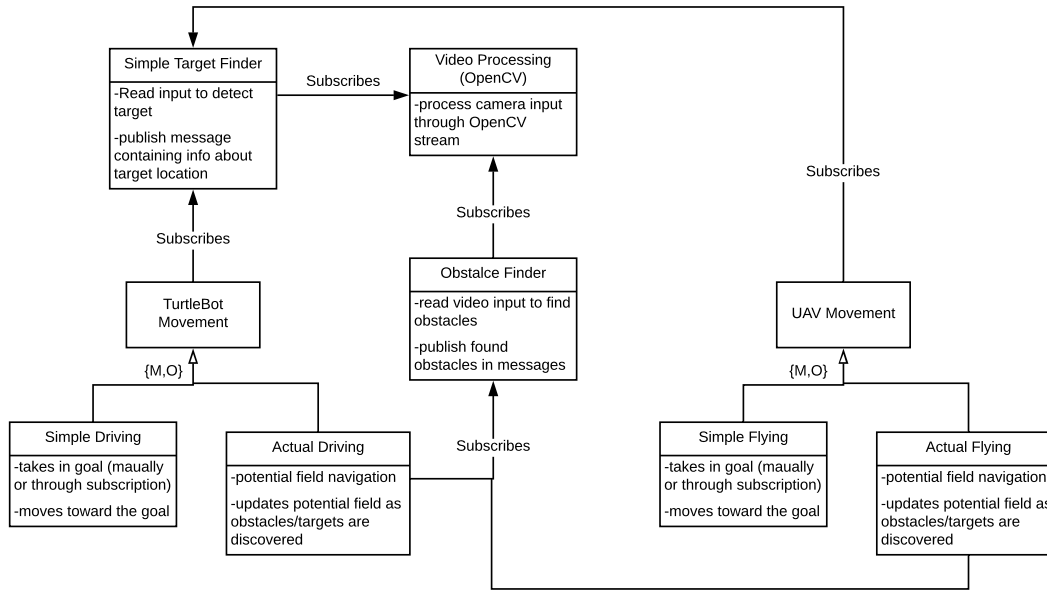 Simple Target Finder
-Read input to detect
target
-publish message
containing info about
target location
Subscribes
Video Processing
(OpenCV)
-process camera input
through OpenCV
stream
Subscribes
Subscribes
Subscribes
TurtleBot
Movement
{M,O}
Obstalce Finder
-read video input to find
obstacles
-publish found
obstacles in messages
UAV Movement
{M,O}
Simple Driving
-takes in goal (maually
or through subscription)
-moves toward the goal
Actual Driving
-potential field navigation
-updates potential field as
obstacles/targets are
discovered
Subscribes
Simple Flying
-takes in goal (maually
or through subscription)
-moves toward the goal
Actual Flying
-potential field navigation
-updates potential field as
obstacles/targets are
discovered